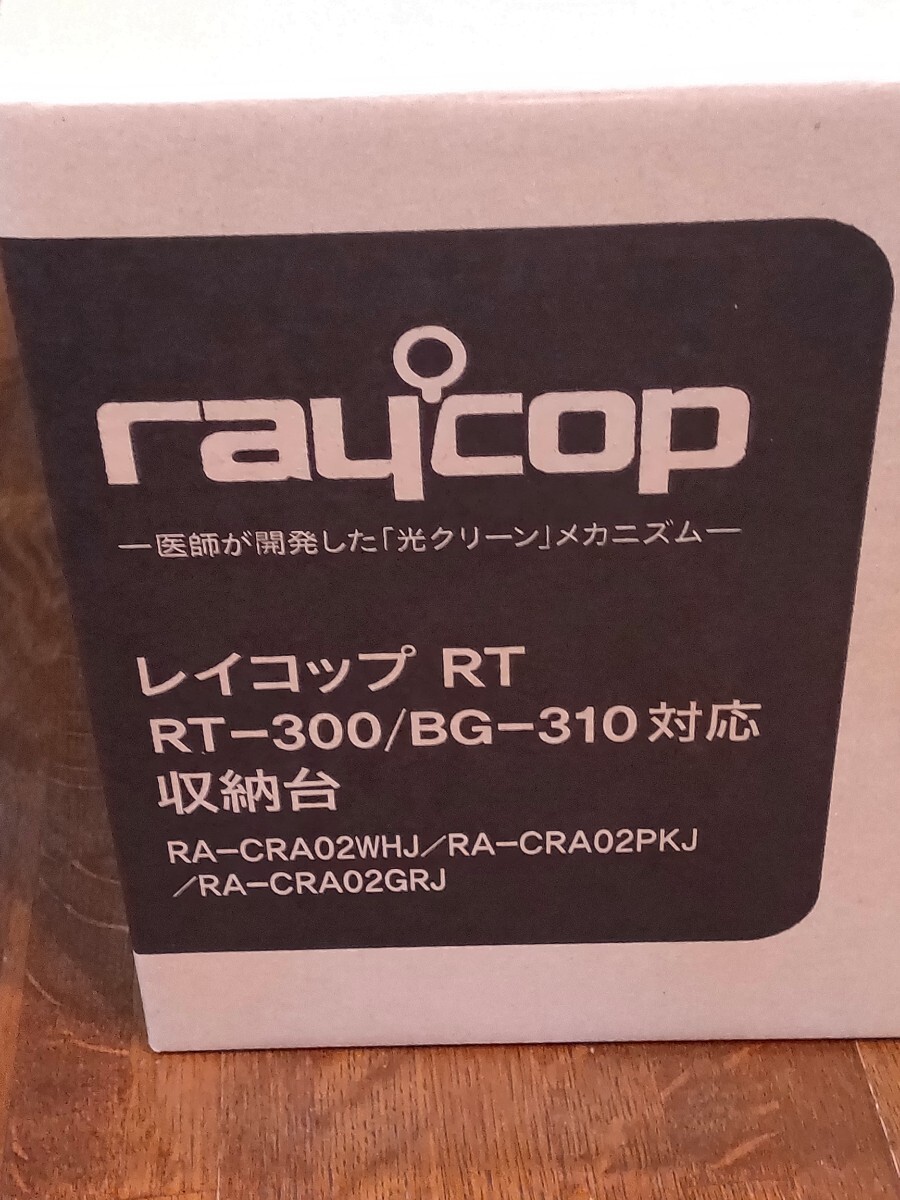 raycop
―医師が開発した「光クリーン」メカニズム―
レイコップ RT
RT-300/BG-310対応
収納台
RA-CRA02WHJ/RA-CRA02PKJ
/RA-CRA02GRJ